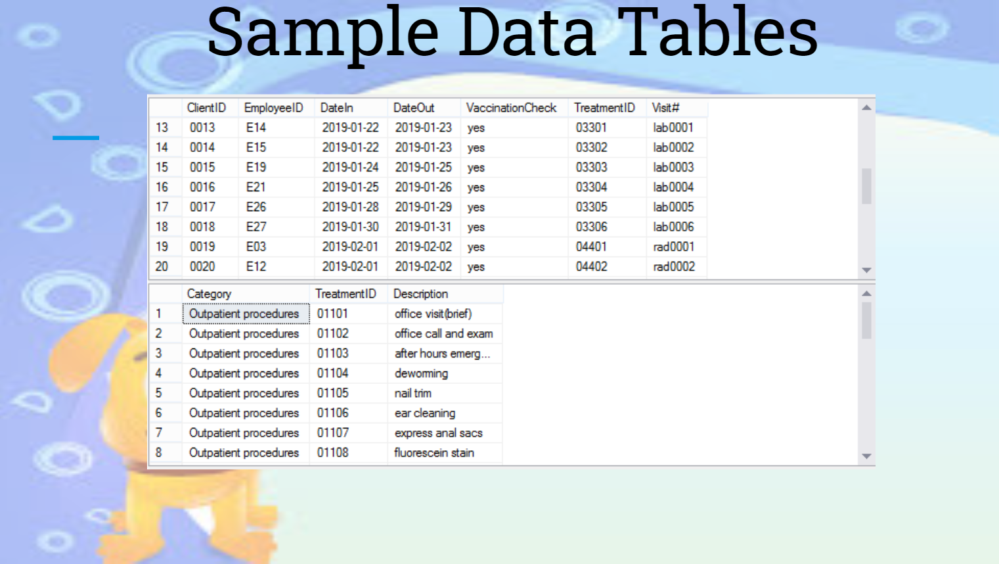 Sample Data Tables
ClientID EmployeeID DateIn DateOut VaccinationCheck TreatmentID Visit#
13 0013 E14 2019-01-22 2019-01-23 yes 03301 lab0001
14 0014 E15 2019-01-22 2019-01-23 yes 03302 lab0002
15 0015 E19 2019-01-24 2019-01-25 yes 03303 lab0003
16 0016 E21 2019-01-25 2019-01-26 yes 03304 lab0004
17 0017 E26 2019-01-28 2019-01-29 yes 03305 lab0005
18 0018 E27 2019-01-30 2019-01-31 yes 03306 lab0006
19 0019 E03 2019-02-01 2019-02-02 yes 04401 rad0001
20 0020 E12 2019-02-01 2019-02-02 yes 04402 rad0002
Category TreatmentID Description
1 Outpatient procedures 01101 office visit(brief)
2 Outpatient procedures 01102 office call and exam
3 Outpatient procedures 01103 after hours emerg...
4 Outpatient procedures 01104 deworming
5 Outpatient procedures 01105 nail trim
6 Outpatient procedures 01106 ear cleaning
7 Outpatient procedures 01107 express anal sacs
8 Outpatient procedures 01108 fluorescein stain